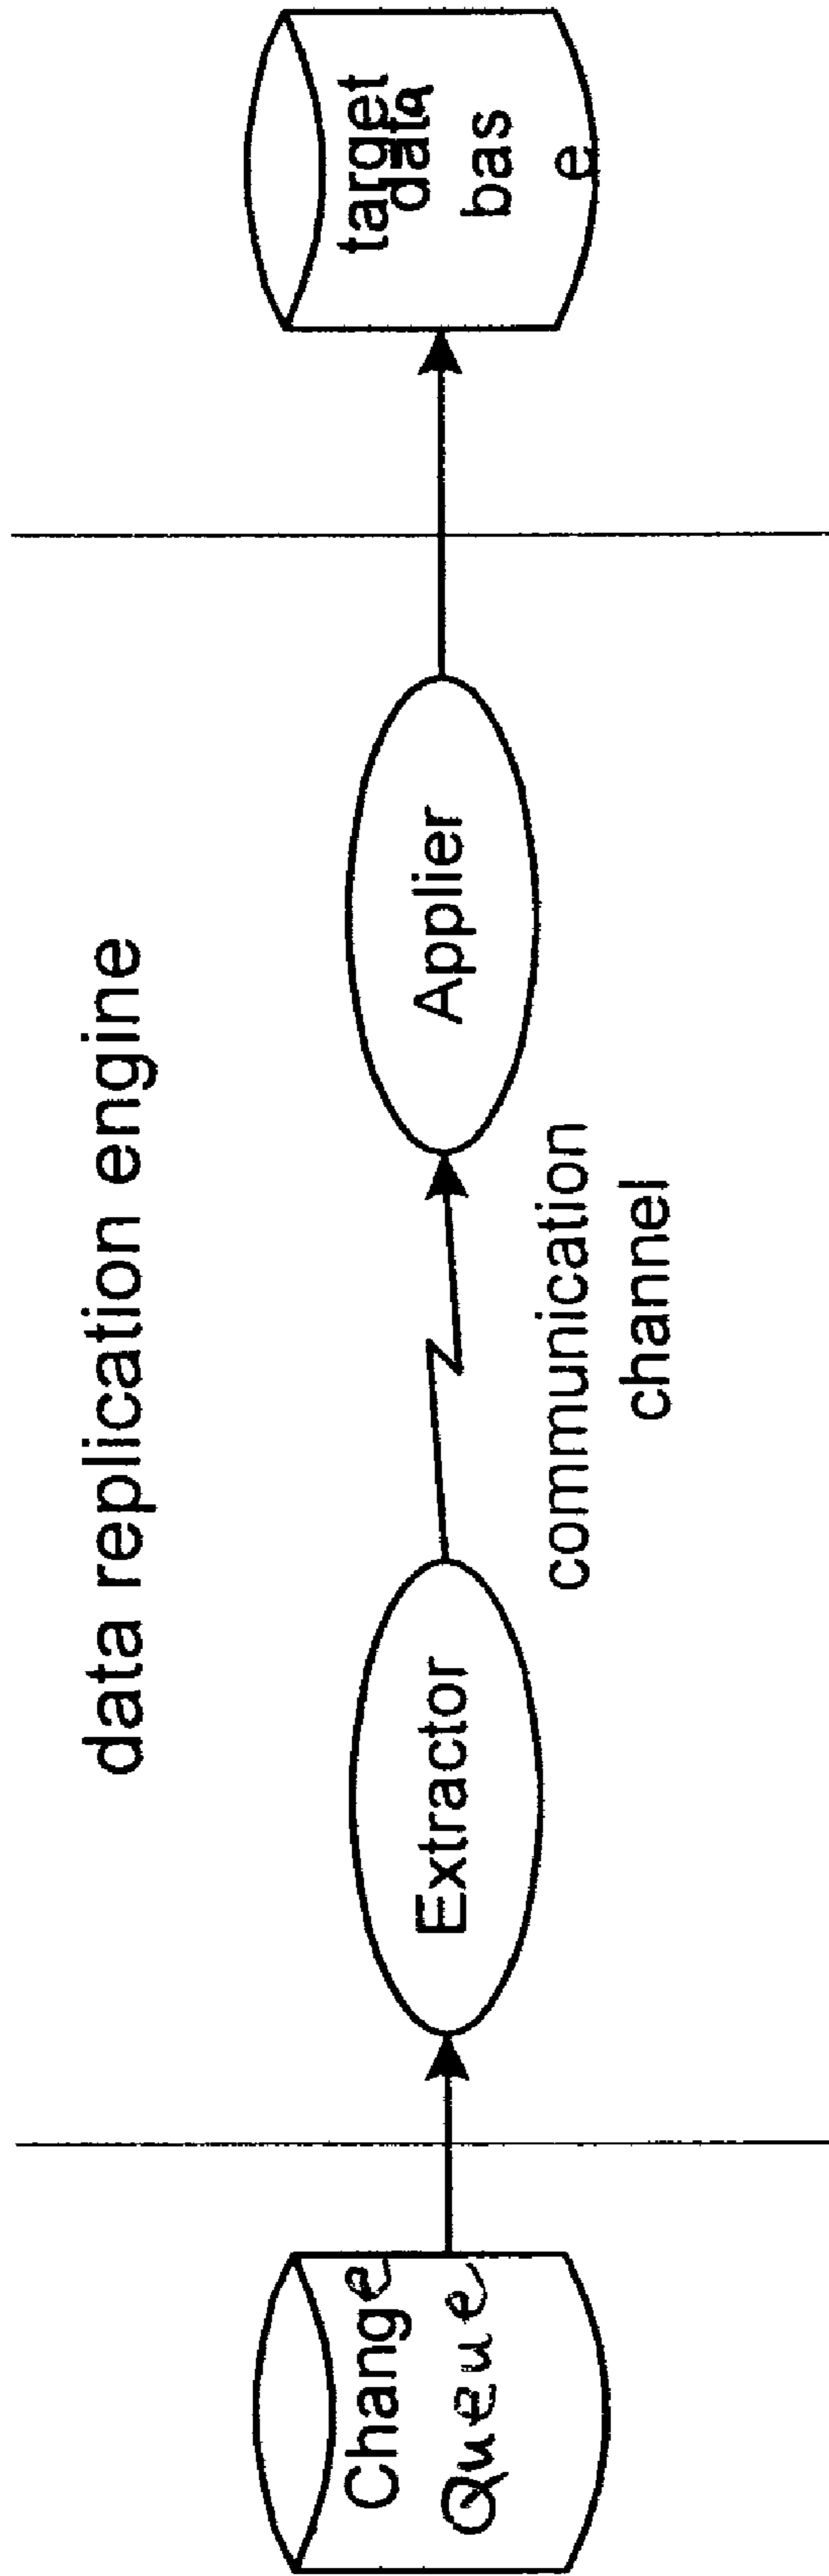 data replication engine
Change
Queue
Extractor
communication
channel
Applier
target
data
bas
e